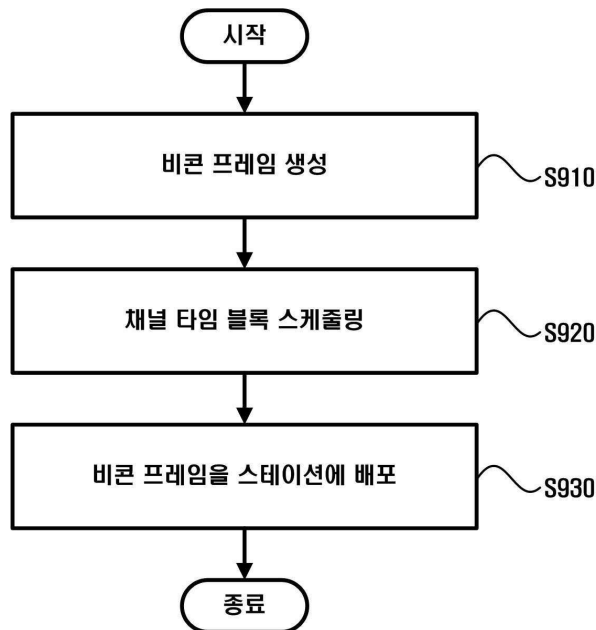 시작
비콘 프레임 생성
S910
채널 타임 블록 스케줄링
S920
비콘 프레임을 스테이션에 배포
S930
종료